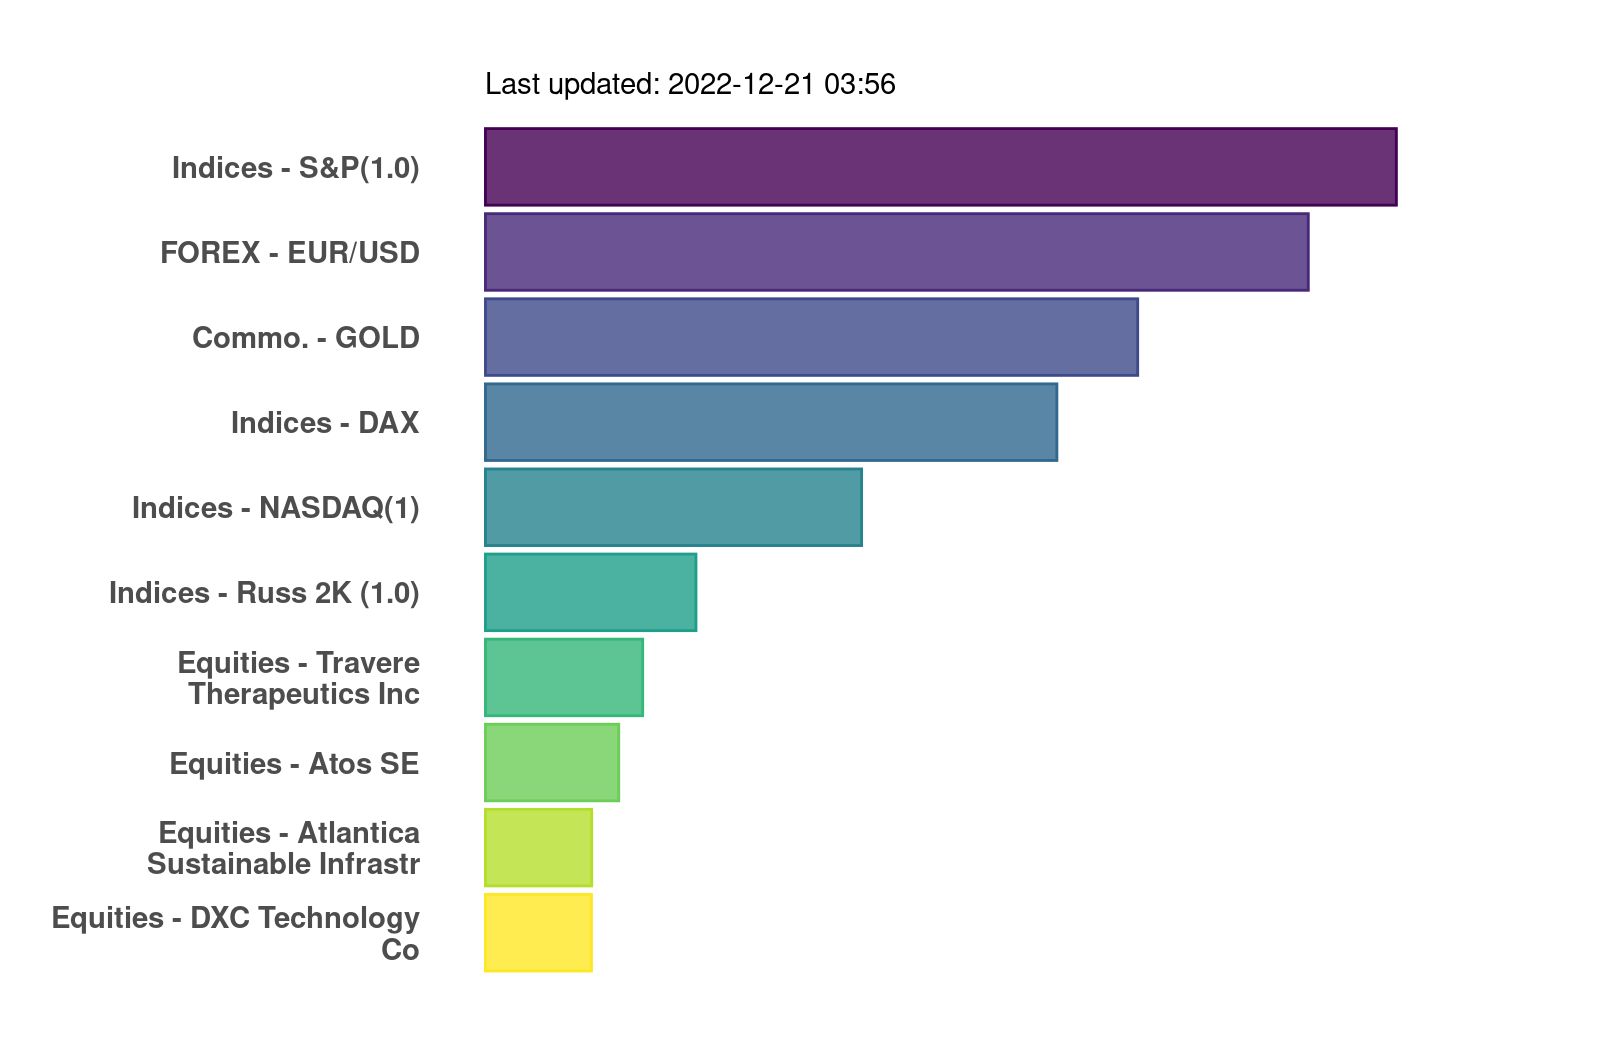 Last updated: 2022-12-21 03:56
Indices - S&P(1.0)
FOREX - EUR/USD
Commo. - GOLD
Indices - DAX
Indices - NASDAQ(1)
Indices - Russ 2K (1.0)
Equities - Travere
Therapeutics Inc
Equities - Atos SE
Equities - Atlantica
Sustainable Infrastr
Equities - DXC Technology
Co